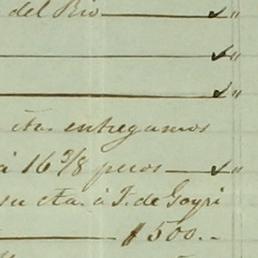 del Rio ✓ "
✓ "
✓ "
cta. entregamos
à 16 5/8 pesos ✓ "
su cta. à J. de Goyri
$ 500..